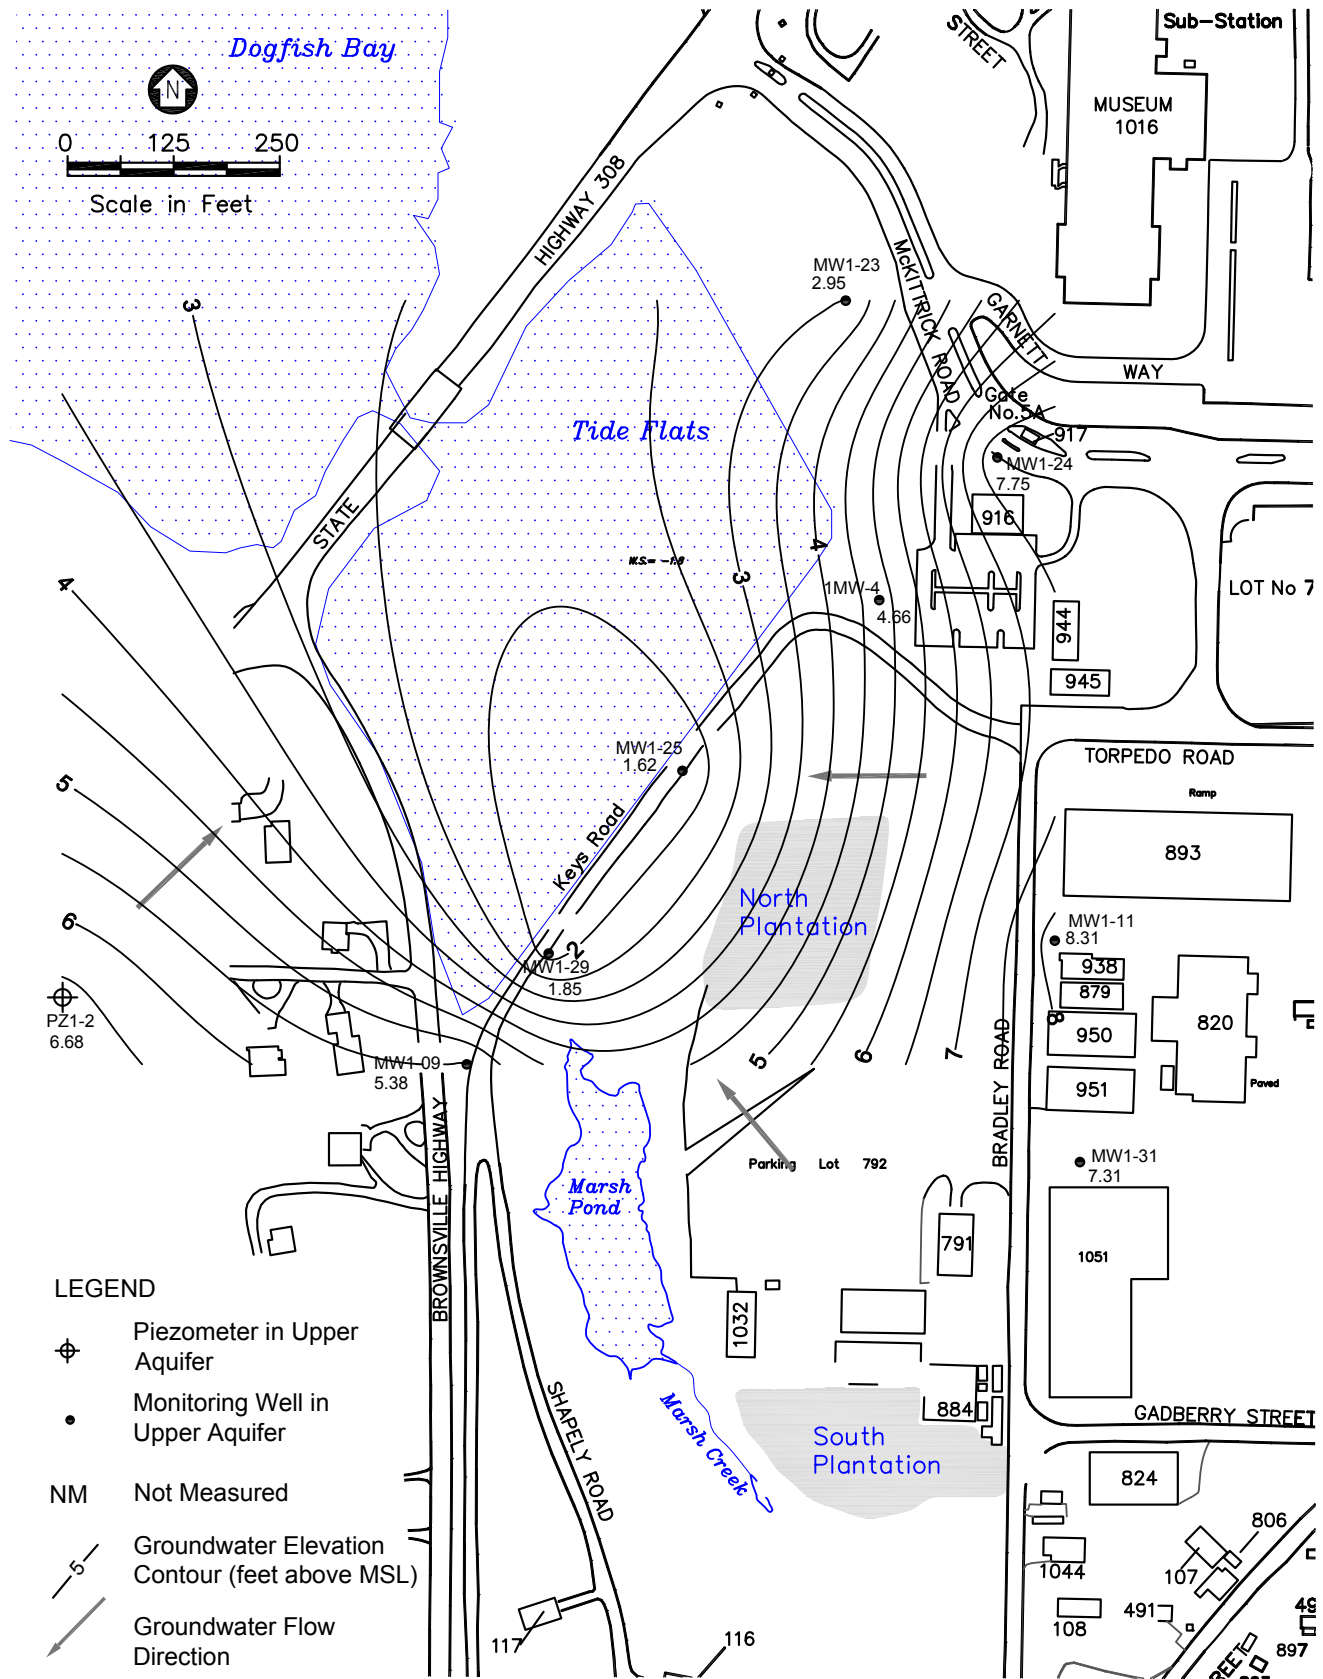 Dogfish Bay
N
0 125 250
Scale in Feet
STREET
Sub-Station
MUSEUM
1016
HIGHWAY 308
STATE
McKITTRICK ROAD
GARNETT
WAY
MW1-23
2.95
3
Gate
No.5A
917
MW1-24
7.75
916
Tide Flats
W.S.= -1.8
4
3
1MW-4
4.66
LOT No 7
944
945
4
TORPEDO ROAD
Ramp
MW1-25
1.62
893
5
Keys Road
North
Plantation
MW1-11
8.31
6
938
879
2
MW1-29
1.85
PZ1-2
6.68
950
8
820
951
Paved
MW1-09
5.38
5
6
7
BRADLEY ROAD
BROWNSVILLE HIGHWAY
Parking Lot 792
MW1-31
7.31
Marsh
Pond
791
1051
1032
LEGEND
Piezometer in Upper
Aquifer
Monitoring Well in
Upper Aquifer
NM Not Measured
5
Groundwater Elevation
Contour (feet above MSL)
Groundwater Flow
Direction
SHAPELY ROAD
Marsh Creek
884
GADBERRY STREET
South
Plantation
824
806
1044
107
108
491
49
897
REET
117
116